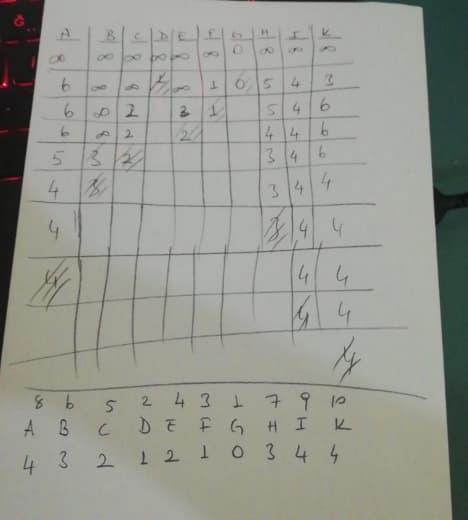 A B C D E F G H I K
∞ ∞ ∞ ∞ ∞ ∞ 0 ∞ ∞ ∞
6 ∞ ∞ 1 ∞ 1 0 5 4 3
6 ∞ 2 3 1 5 4 6
6 ∞ 2 2 4 4 6
5 3 2 3 4 6
4 3 3 4 4
4 3 4 4
4 4 4
4 4
4
8 6 5 2 4 3 1 7 9 10
A B C D E F G H I K
4 3 2 1 2 1 0 3 4 4